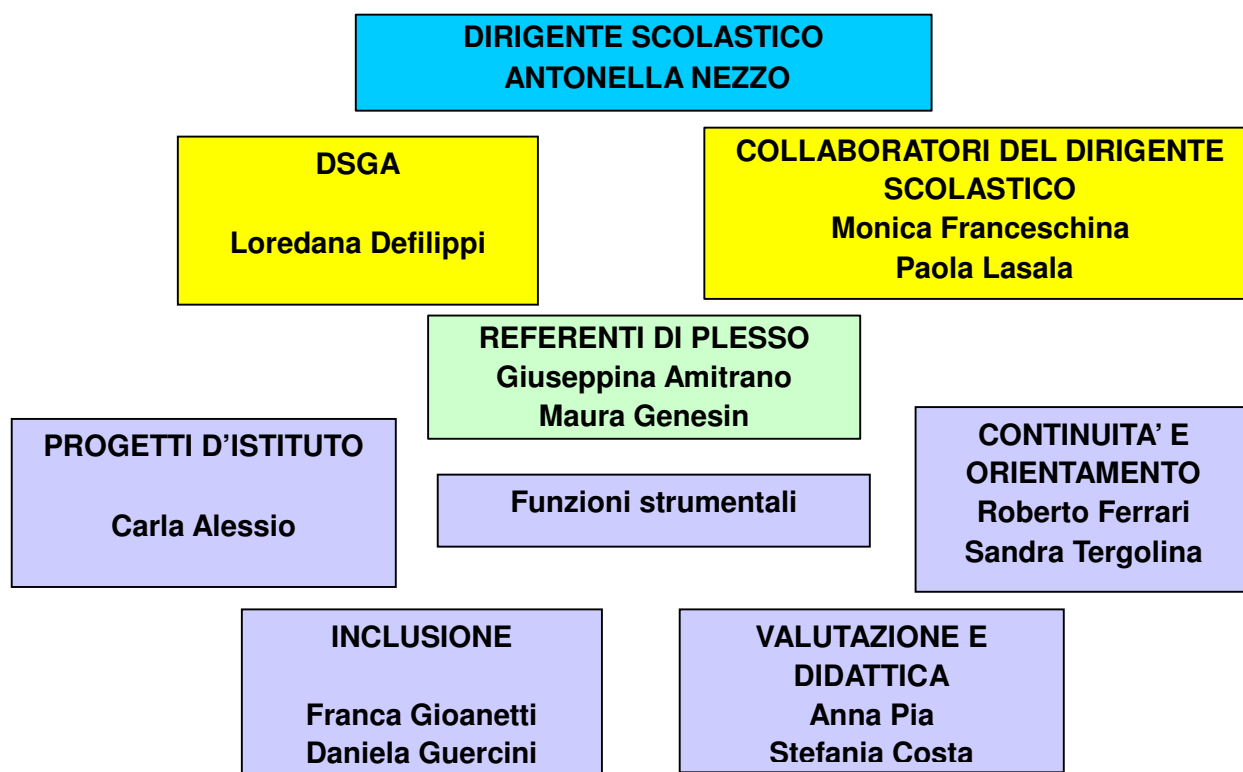 DIRIGENTE SCOLASTICO
ANTONELLA NEZZO
DSGA
Loredana Defilippi
COLLABORATORI DEL DIRIGENTE
SCOLASTICO
Monica Franceschina
Paola Lasala
REFERENTI DI PLESSO
Giuseppina Amitrano
Maura Genesin
PROGETTI D’ISTITUTO
Carla Alessio
Funzioni strumentali
CONTINUITA’ E
ORIENTAMENTO
Roberto Ferrari
Sandra Tergolina
INCLUSIONE
Franca Gioanetti
Daniela Guercini
VALUTAZIONE E
DIDATTICA
Anna Pia
Stefania Costa